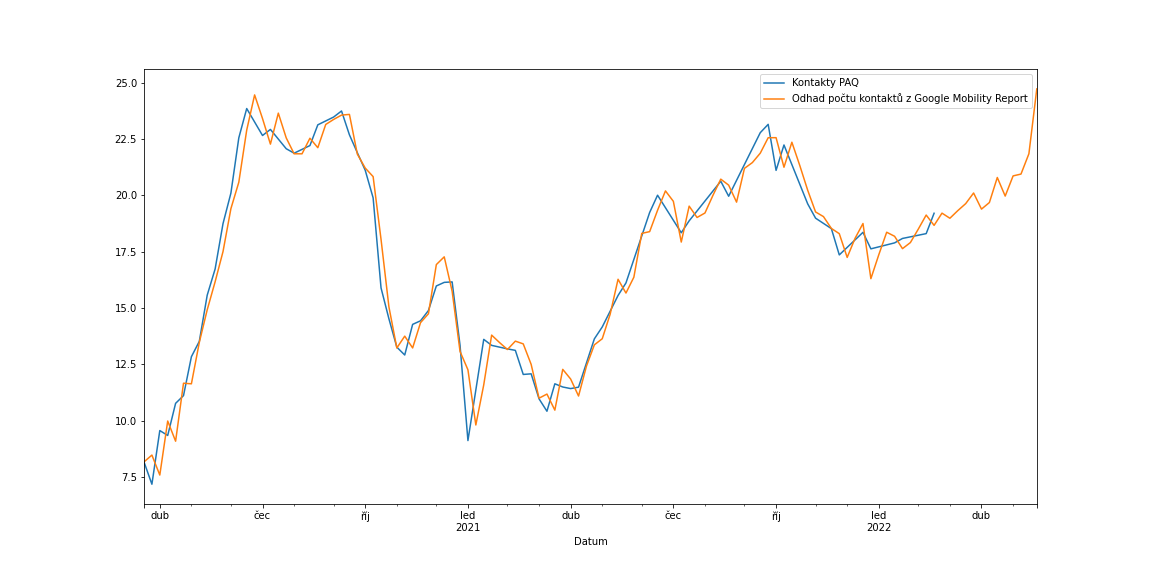 25.0
22.5
20.0
17.5
15.0
12.5
10.0
7.5
Kontakty PAQ
Odhad počtu kontaktů z Google Mobility Report
dub čec říj led dub čec říj led dub
2021 2022
Datum